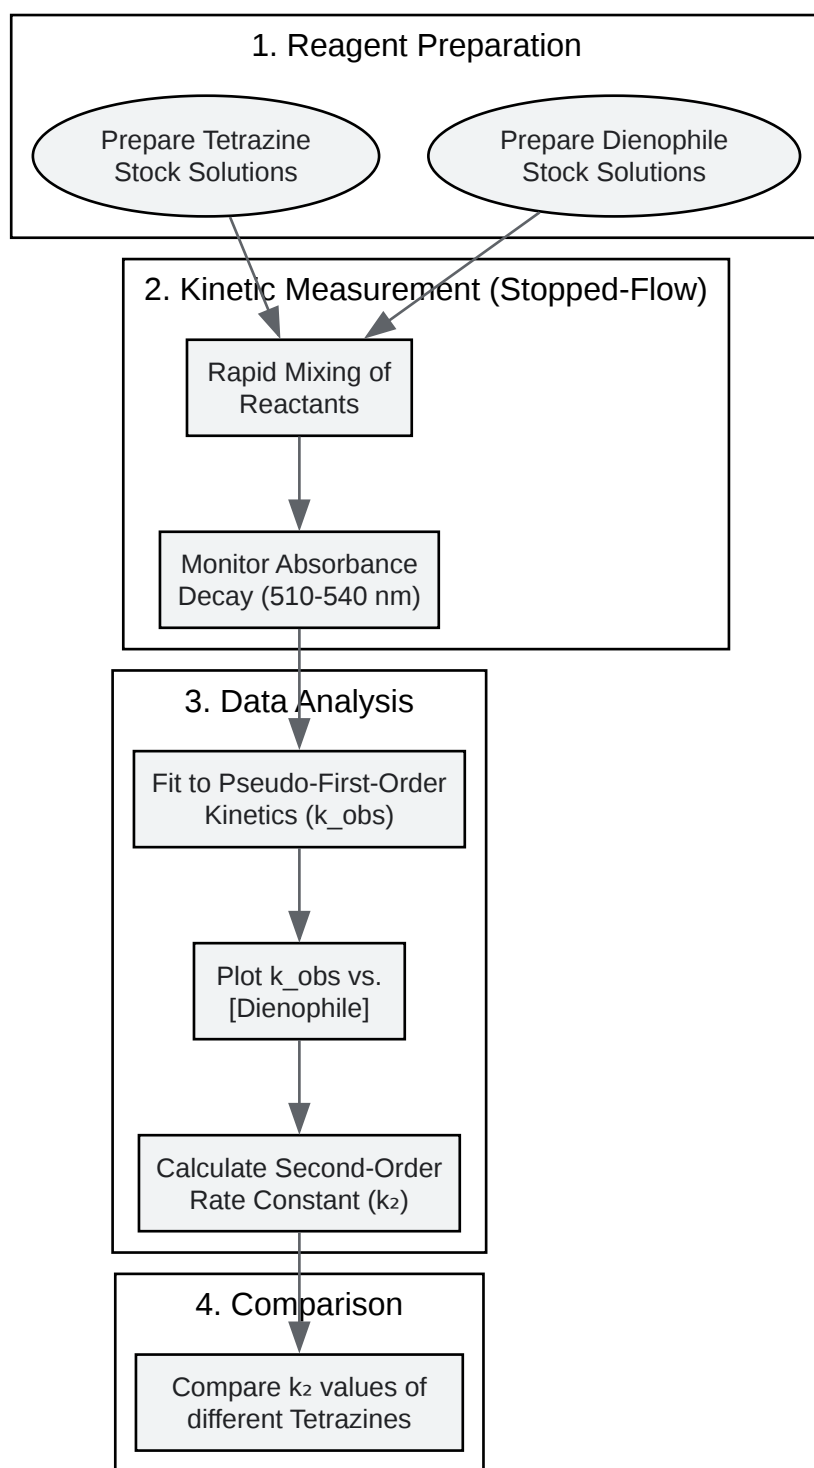 1. Reagent Preparation
Prepare Tetrazine
Stock Solutions
Prepare Dienophile
Stock Solutions
2. Kinetic Measurement (Stopped-Flow)
Rapid Mixing of
Reactants
Monitor Absorbance
Decay (510-540 nm)
3. Data Analysis
Fit to Pseudo-First-Order
Kinetics (k_obs)
Plot k_obs vs.
[Dienophile]
Calculate Second-Order
Rate Constant (k₂)
4. Comparison
Compare k₂ values of
different Tetrazines